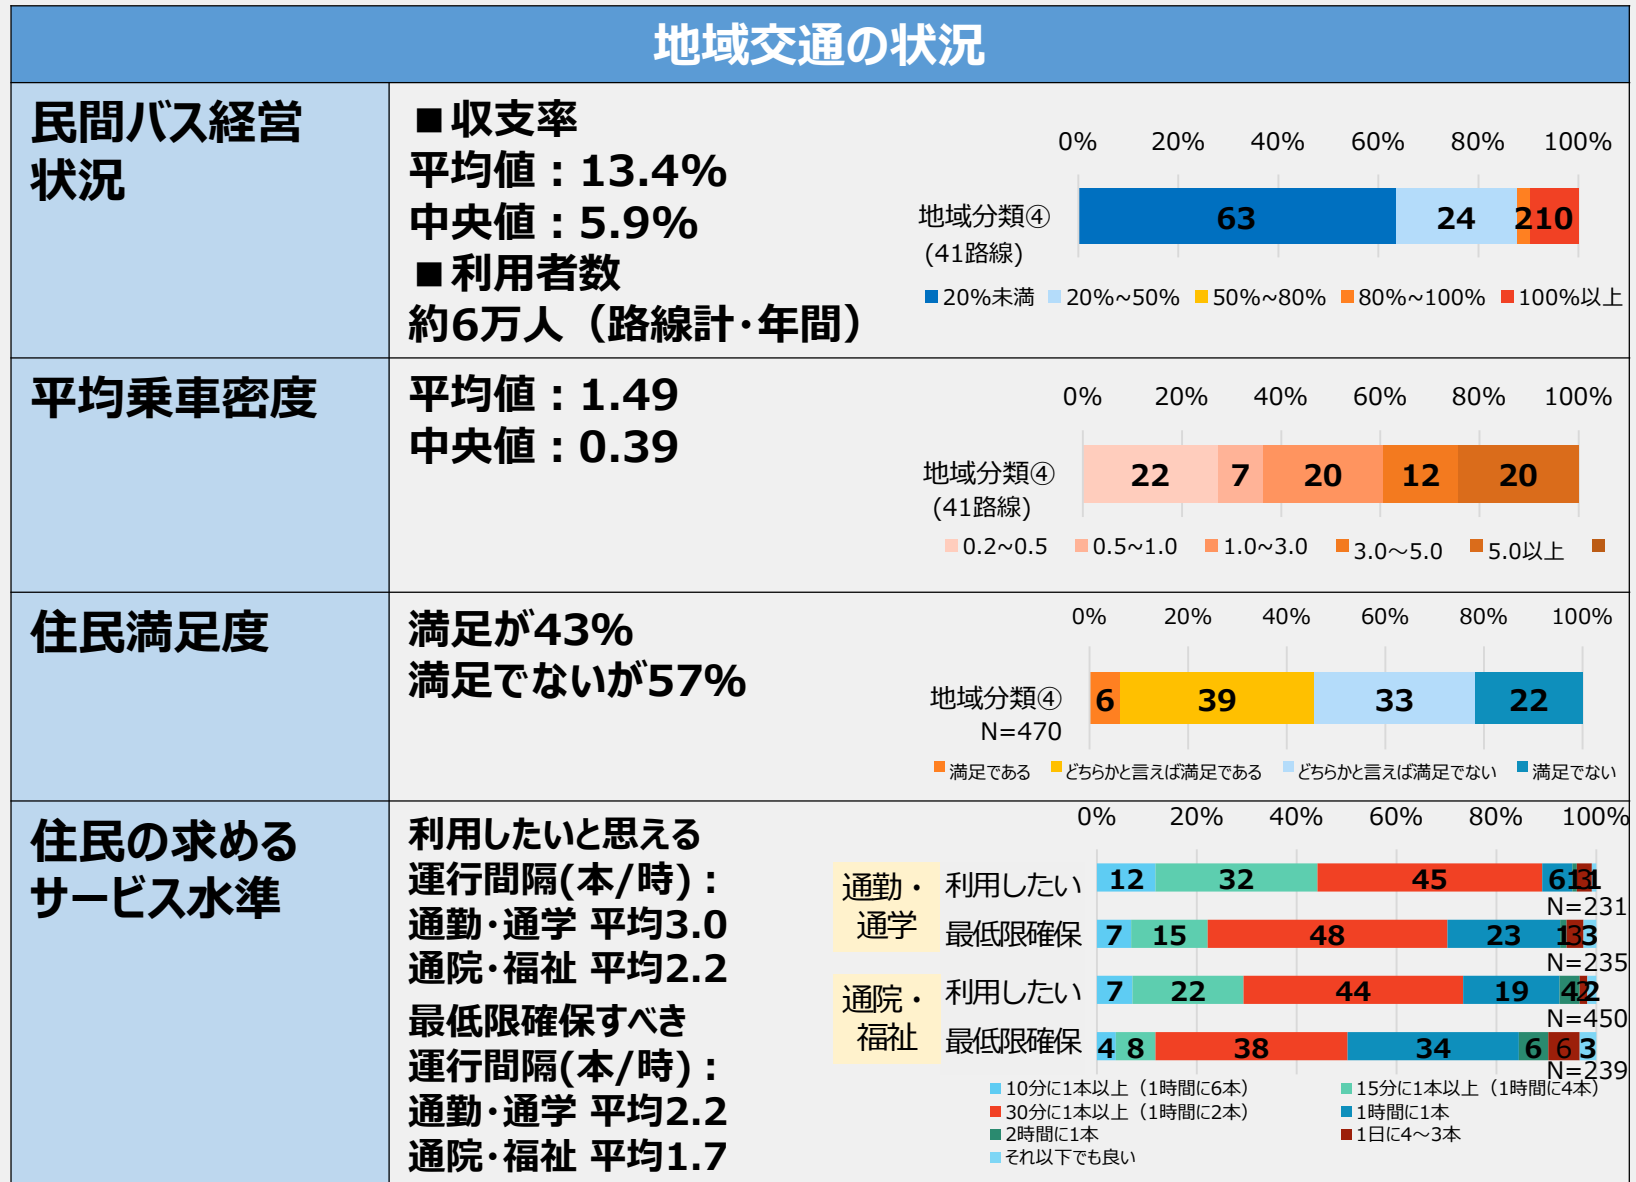 地域交通の状況
民間バス経営
状況
■収支率
平均値：13.4%
中央値：5.9%
■利用者数
約6万人（路線計・年間）
0% 20% 40% 60% 80% 100%
地域分類④
(41路線)
63 24 2 10
20%未満 20%~50% 50%~80% 80%~100% 100%以上
平均乗車密度
平均値：1.49
中央値：0.39
0% 20% 40% 60% 80% 100%
地域分類④
(41路線)
22 7 20 12 20
0.2~0.5 0.5~1.0 1.0~3.0 3.0～5.0 5.0以上
住民満足度
満足が43%
満足でないが57%
0% 20% 40% 60% 80% 100%
地域分類④
N=470
6 39 33 22
満足である どちらかと言えば満足である どちらかと言えば満足でない 満足でない
住民の求める
サービス水準
利用したいと思える
運行間隔(本/時)：
通勤・通学 平均3.0
通院・福祉 平均2.2
最低限確保すべき
運行間隔(本/時)：
通勤・通学 平均2.2
通院・福祉 平均1.7
0% 20% 40% 60% 80% 100%
通勤・
通学
利用したい 12 32 45 6 1 3 1
N=231
最低限確保 7 15 48 23 1 3 3
N=235
通院・
福祉
利用したい 7 22 44 19 4 2 2
N=450
最低限確保 4 8 38 34 6 6 3
N=239
10分に1本以上（1時間に6本） 15分に1本以上（1時間に4本）
30分に1本以上（1時間に2本） 1時間に1本
2時間に1本 1日に4～3本
それ以下でも良い